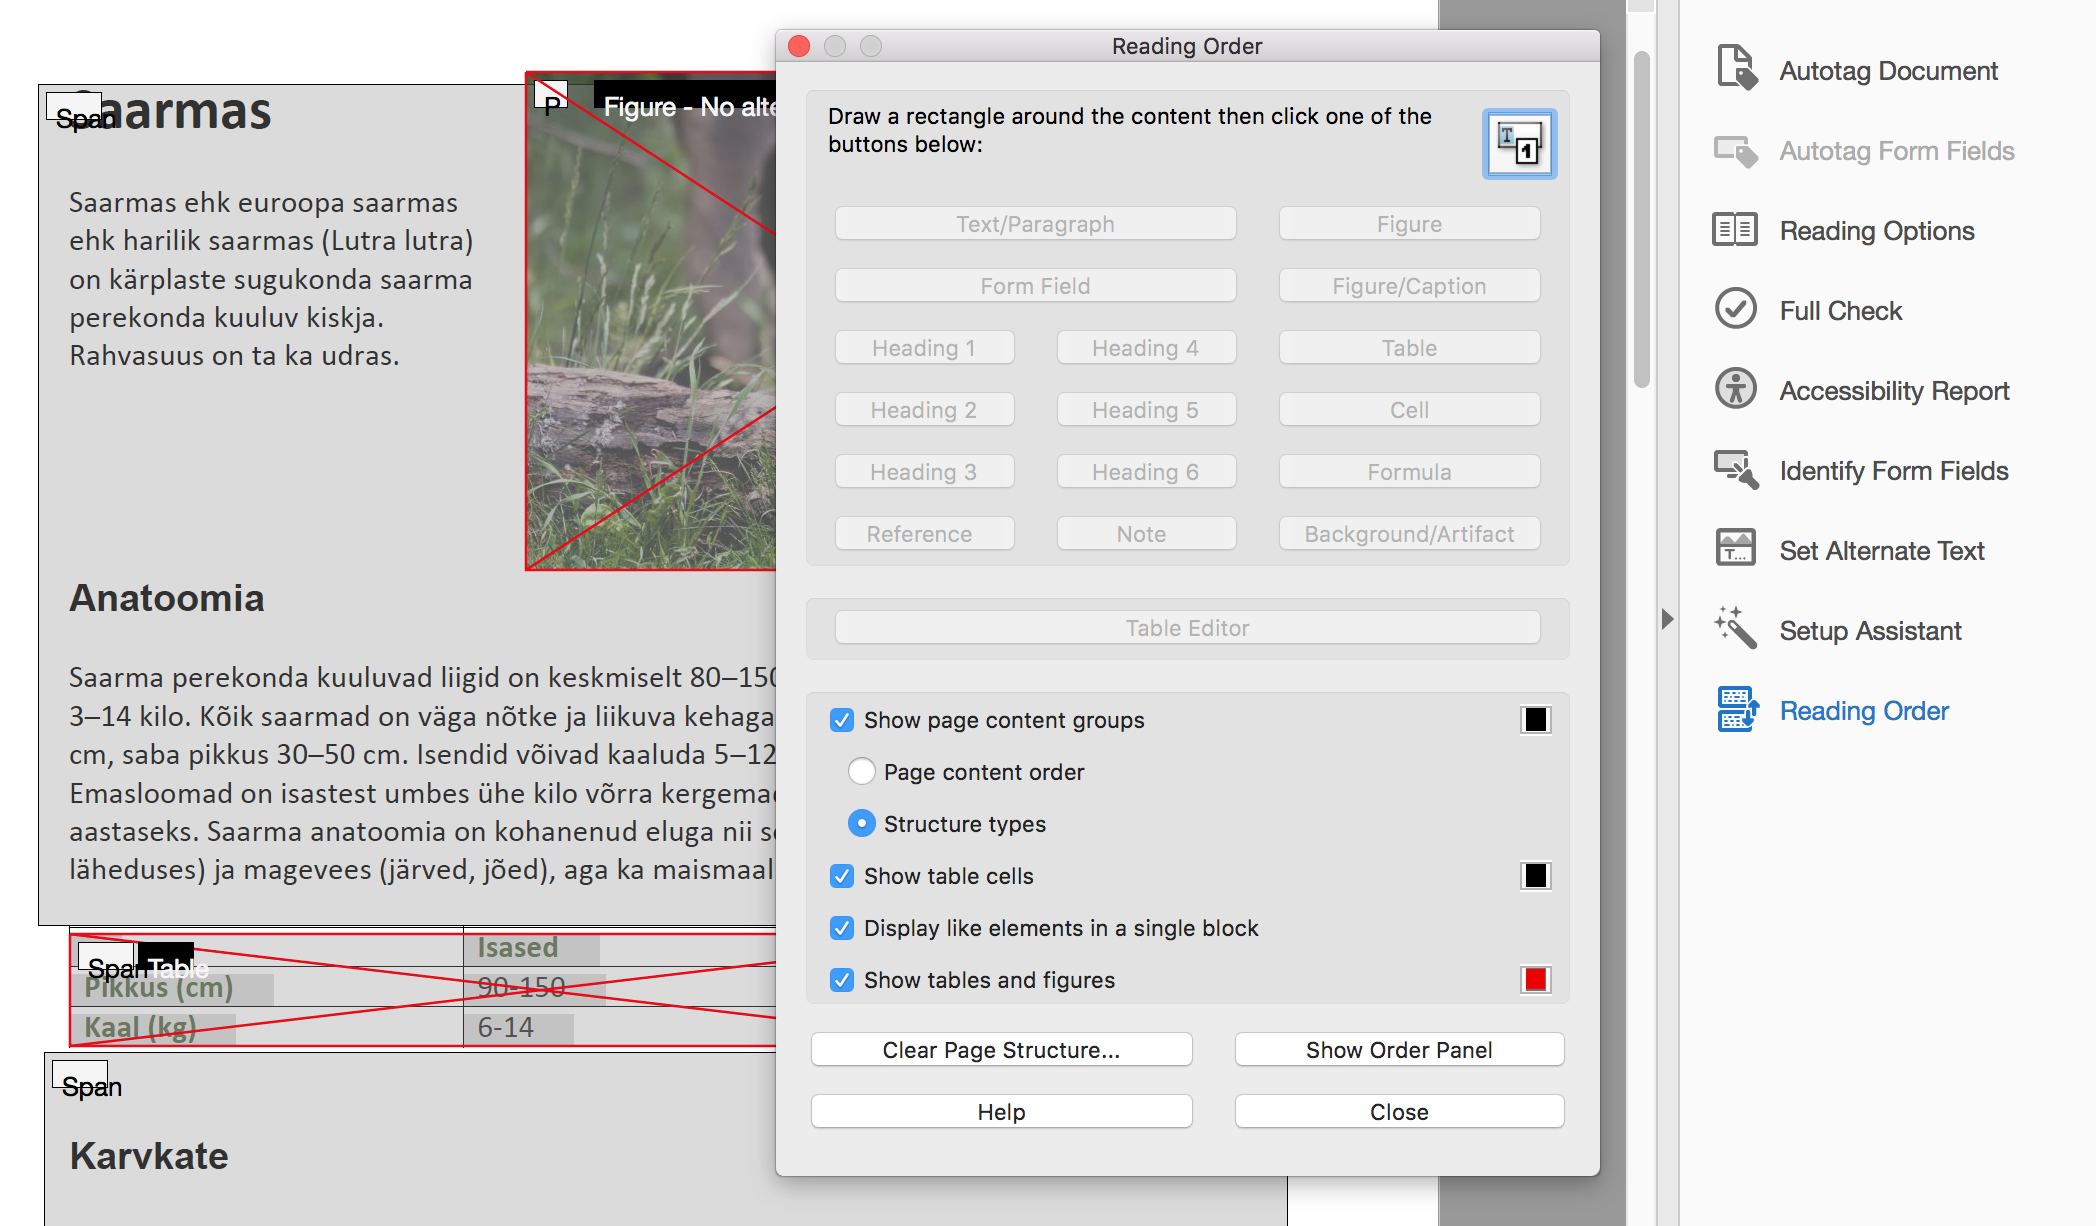 Span
Saarmas
Saarmas ehk euroopa saarmas
ehk harilik saarmas (Lutra lutra)
on kärplaste sugukonda saarma
perekonda kuuluv kiskja.
Rahvasuus on ta ka udras.
P
Figure - No alte
Anatoomia
Saarma perekonda kuuluvad liigid on keskmiselt 80–150
3–14 kilo. Kõik saarmad on väga nõtke ja liikuva kehaga
cm, saba pikkus 30–50 cm. Isendid võivad kaaluda 5–12
Emasloomad on isastest umbes ühe kilo võrra kergemad
aastaseks. Saarma anatoomia on kohanenud eluga nii
läheduses) ja magevees (järved, jõed), aga ka maismaal
Span Table
Isased
Pikkus (cm) 90-150
Kaal (kg) 6-14
Span
Karvkate
Reading Order
Draw a rectangle around the content then click one of the
buttons below:
T 1
Text/Paragraph Figure
Form Field Figure/Caption
Heading 1 Heading 4 Table
Heading 2 Heading 5 Cell
Heading 3 Heading 6 Formula
Reference Note Background/Artifact
Table Editor
Show page content groups
Page content order
Structure types
Show table cells
Display like elements in a single block
Show tables and figures
Clear Page Structure... Show Order Panel
Help Close
Autotag Document
Autotag Form Fields
Reading Options
Full Check
Accessibility Report
Identify Form Fields
T... Set Alternate Text
Setup Assistant
Reading Order